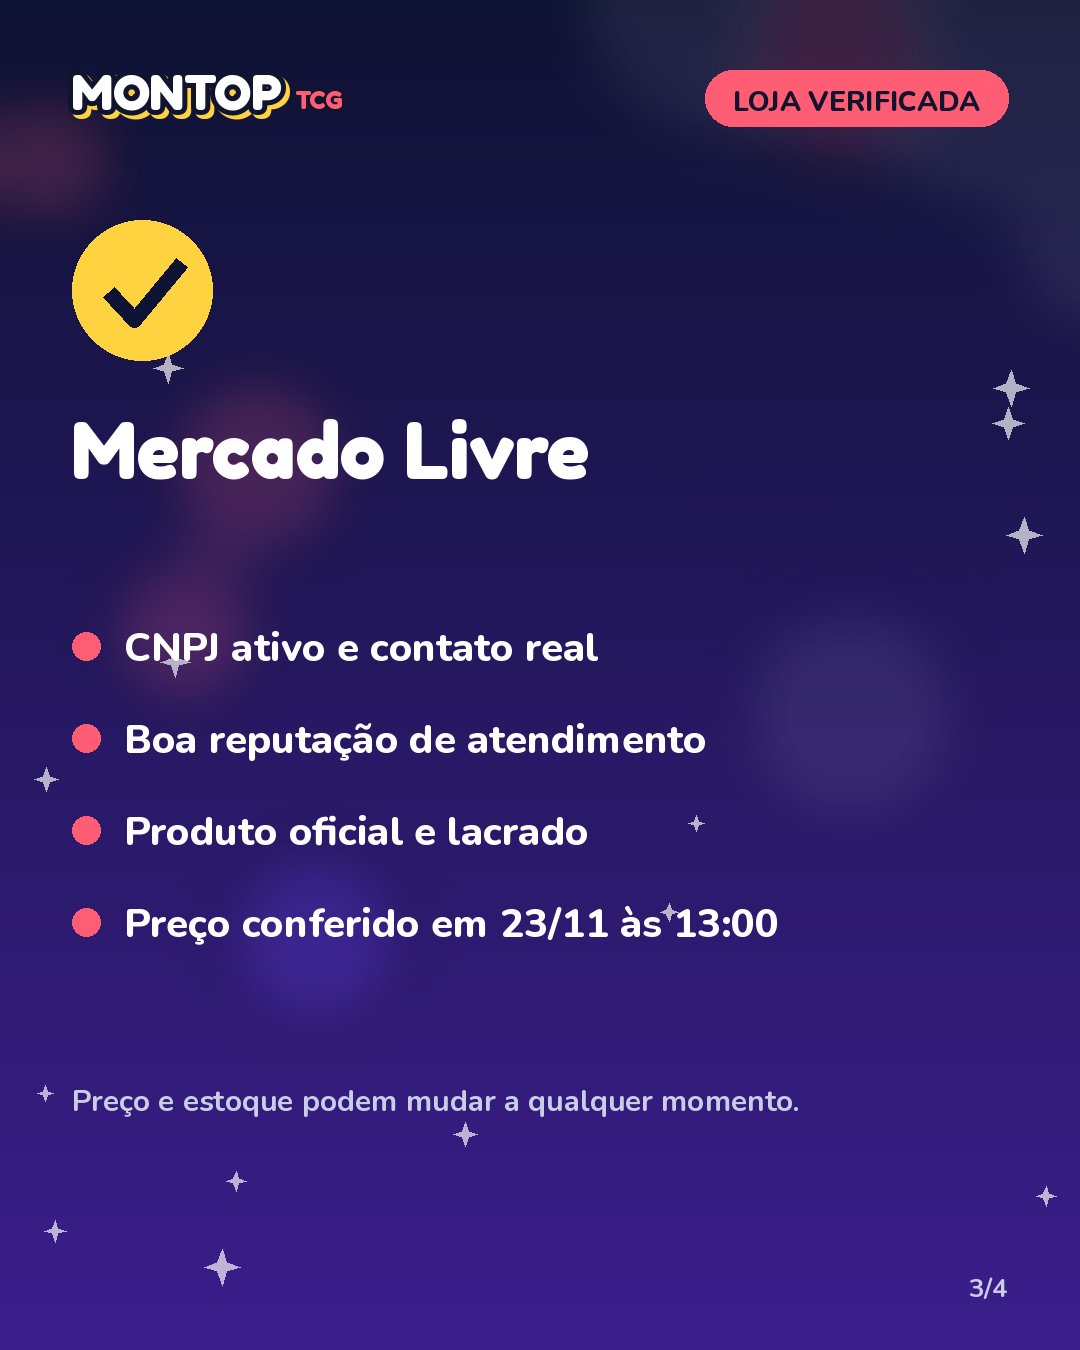 MONTOP TCG
LOJA VERIFICADA
Mercado Livre
CNPJ ativo e contato real
Boa reputação de atendimento
Produto oficial e lacrado
Preço conferido em 23/11 às 13:00
Preço e estoque podem mudar a qualquer momento.
3/4